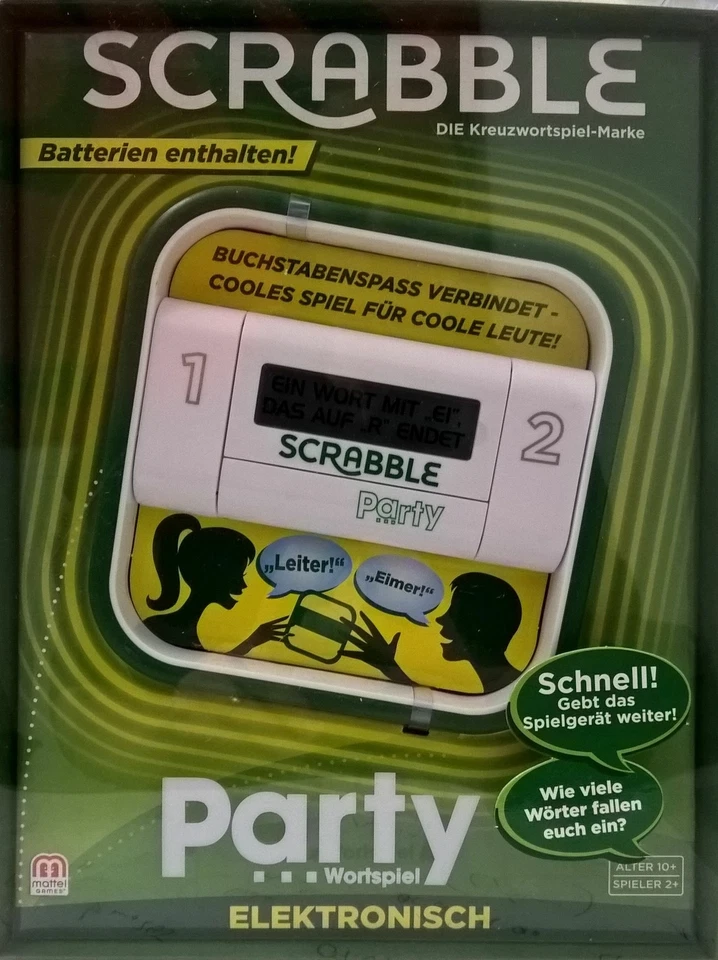 SCRABBLE
DIE Kreuzwortspiel-Marke
Batterien enthalten!
BUCHSTABENSPASS VERBINDET -
COOLES SPIEL FÜR COOLE LEUTE!
1
EIN WORT MIT „EI”,
DAS AUF „R” ENDET
2
SCRABBLE
Party
„Leiter!“
„Eimer!“
Schnell!
Gebt das
Spielgerät weiter!
Wie viele
Wörter fallen
euch ein?
Party
...Wortspiel
ELEKTRONISCH
mattel
GAMES
ALTER 10+
SPIELER 2+